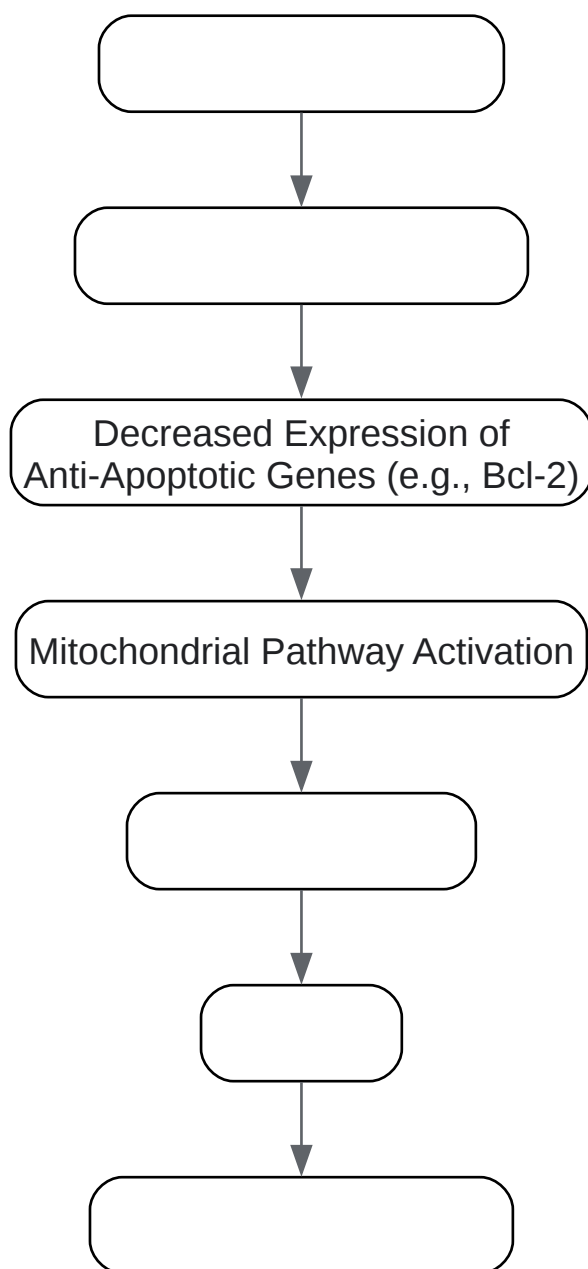 Decreased Expression of
Anti-Apoptotic Genes (e.g., Bcl-2)
Mitochondrial Pathway Activation